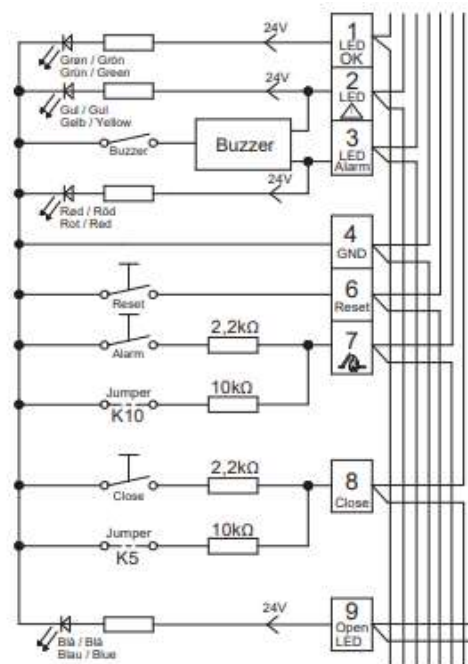 24V
1
LED
OK
Grøn / Grön
Grün / Green
24V
2
LED
Gul / Gul
Gelb / Yellow
Buzzer
Buzzer
3
LED
Alarm
24V
Rød / Röd
Rot / Red
4
GND
6
Reset
Reset
2,2kΩ
7
Alarm
Jumper
10kΩ
K10
2,2kΩ
8
Close
Close
Jumper
10kΩ
K5
24V
9
Open
LED
Blå / Blå
Blau / Blue